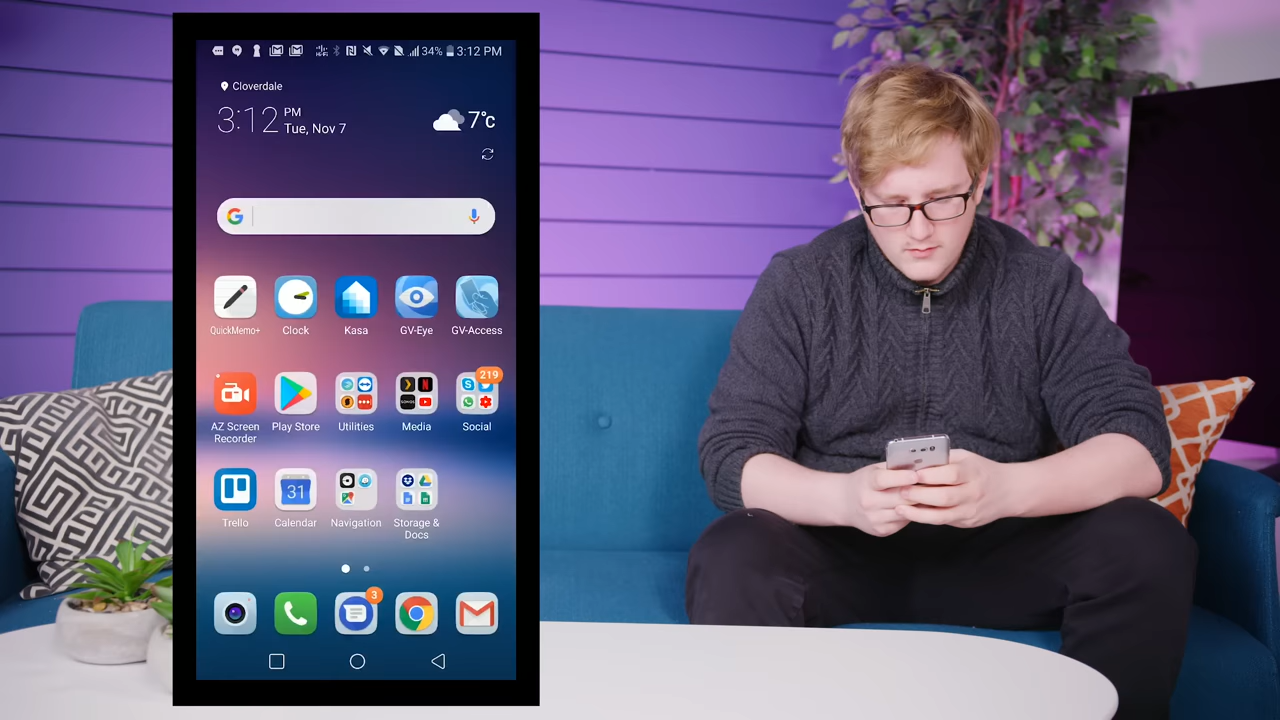 34% 3:12 PM
Cloverdale
3:12 PM
Tue, Nov 7
7°c
QuickMemo+ Clock Kasa GV-Eye GV-Access
219
AZ Screen Recorder Play Store Utilities Media Social
31
Trello Calendar Navigation Storage & Docs
3